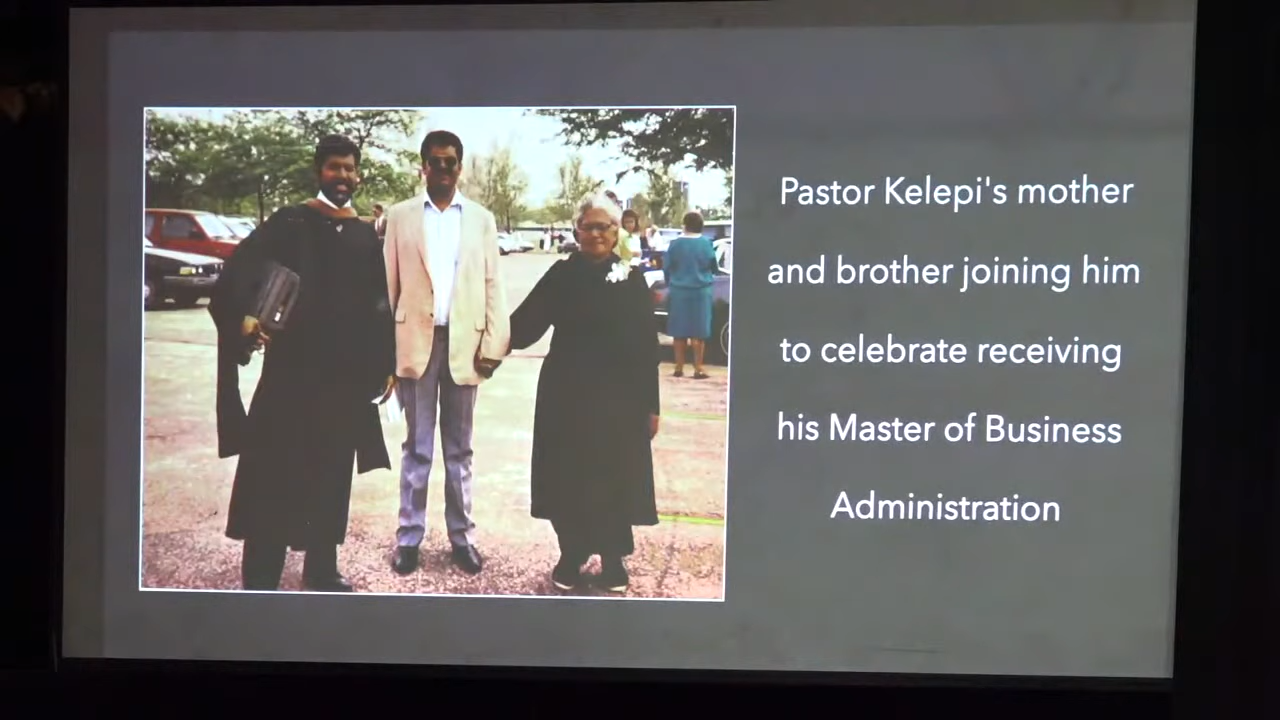 Pastor Kelepi's mother
and brother joining him
to celebrate receiving
his Master of Business
Administration